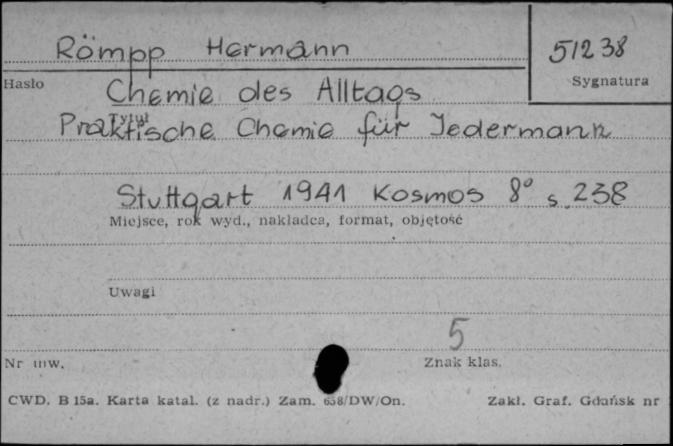 Römpp Hermann
51238
Hasło
Sygnatura
Chemie des Alltags
Tytuł
Praktische Chemie für Jedermann
Stuttgart 1941 Kosmos 8° s. 238
Miejsce, rok wyd., nakładca, format, objętość
Uwagi
5
Nr inw.
Znak klas.
CWD. B 15a. Karta katal. (z nadr.) Zam. 658/DW/On.
Zakł. Graf. Gdańsk nr